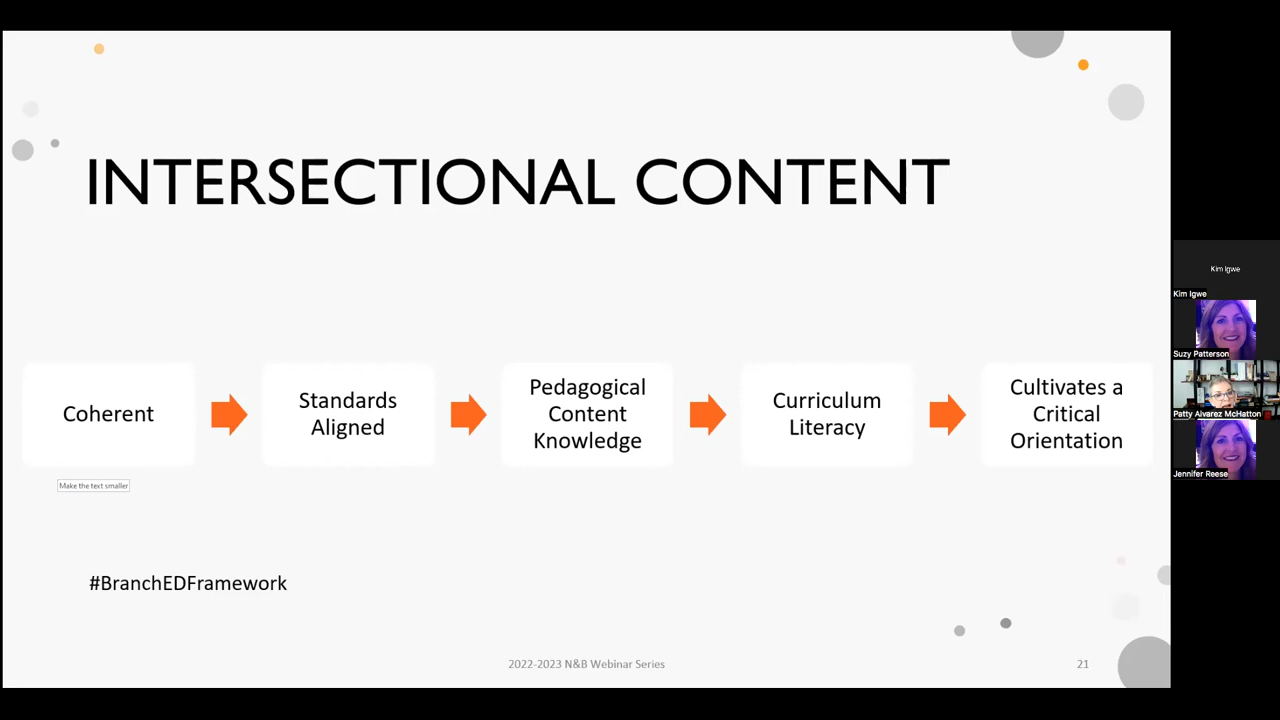 INTERSECTIONAL CONTENT
Coherent
Standards
Aligned
Pedagogical
Content
Knowledge
Curriculum
Literacy
Cultivates a
Critical
Orientation
Make the text smaller
#BranchEDFramework
2022-2023 N&B Webinar Series
21
Kim Igwe
Kim Igwe
Suzy Patterson
Patty Alvarez McHatton
Jennifer Reese